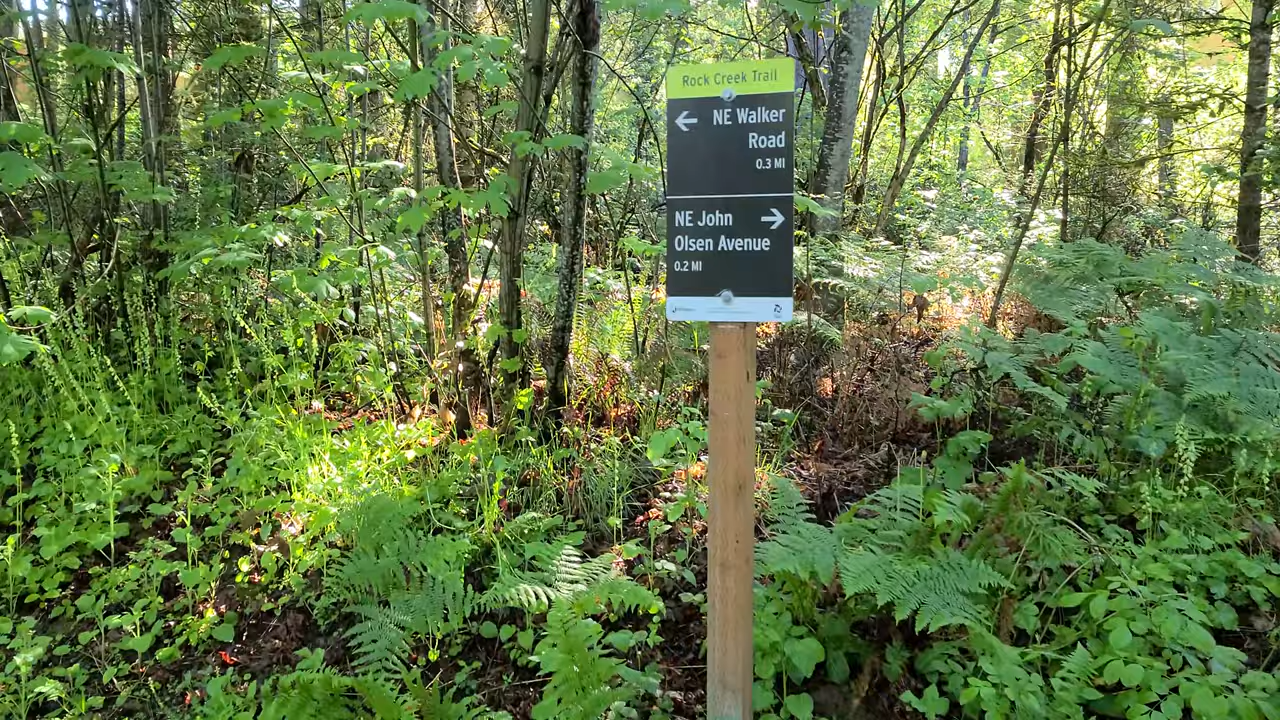 Rock Creek Trail
← NE Walker
Road
0.3 MI
NE John →
Olsen Avenue
0.2 MI